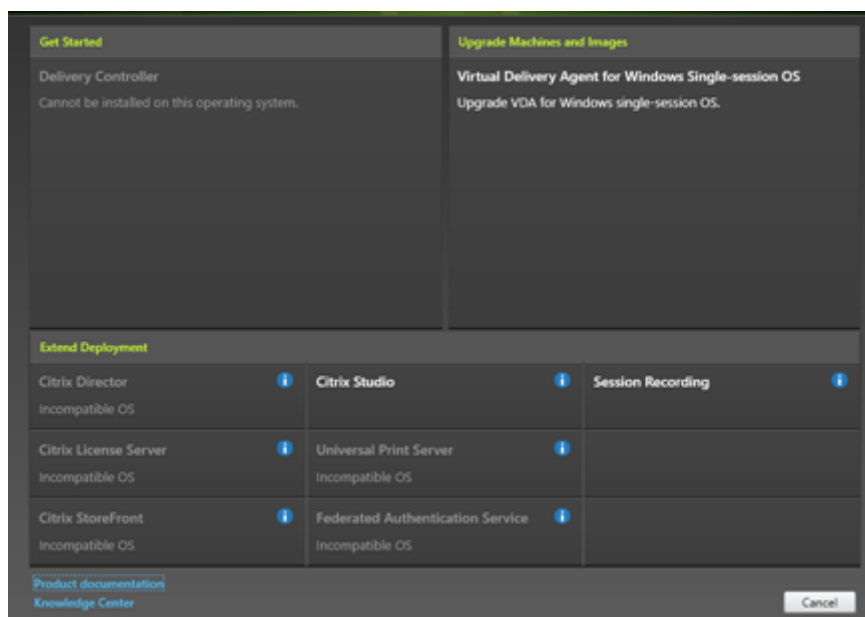 Get Started
Delivery Controller
Cannot be installed on this operating system.
Upgrade Machines and Images
Virtual Delivery Agent for Windows Single-session OS
Upgrade VDA for Windows single-session OS.
Extend Deployment
Citrix Director
Incompatible OS
Citrix Studio
Session Recording
Citrix License Server
Incompatible OS
Universal Print Server
Incompatible OS
Citrix StoreFront
Incompatible OS
Federated Authentication Service
Incompatible OS
Product documentation
Knowledge Center
Cancel